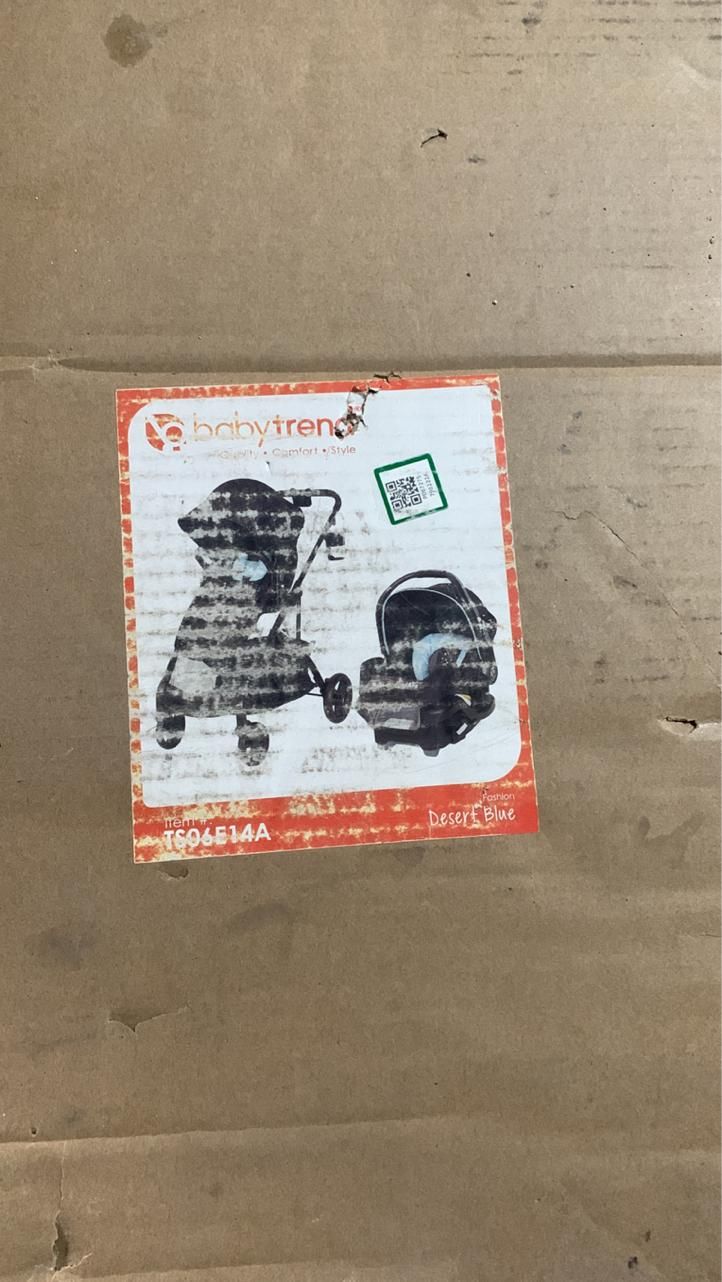 babytrend
Quality • Comfort • Style
Item #:
TS06E14A
Fashion
Desert Blue